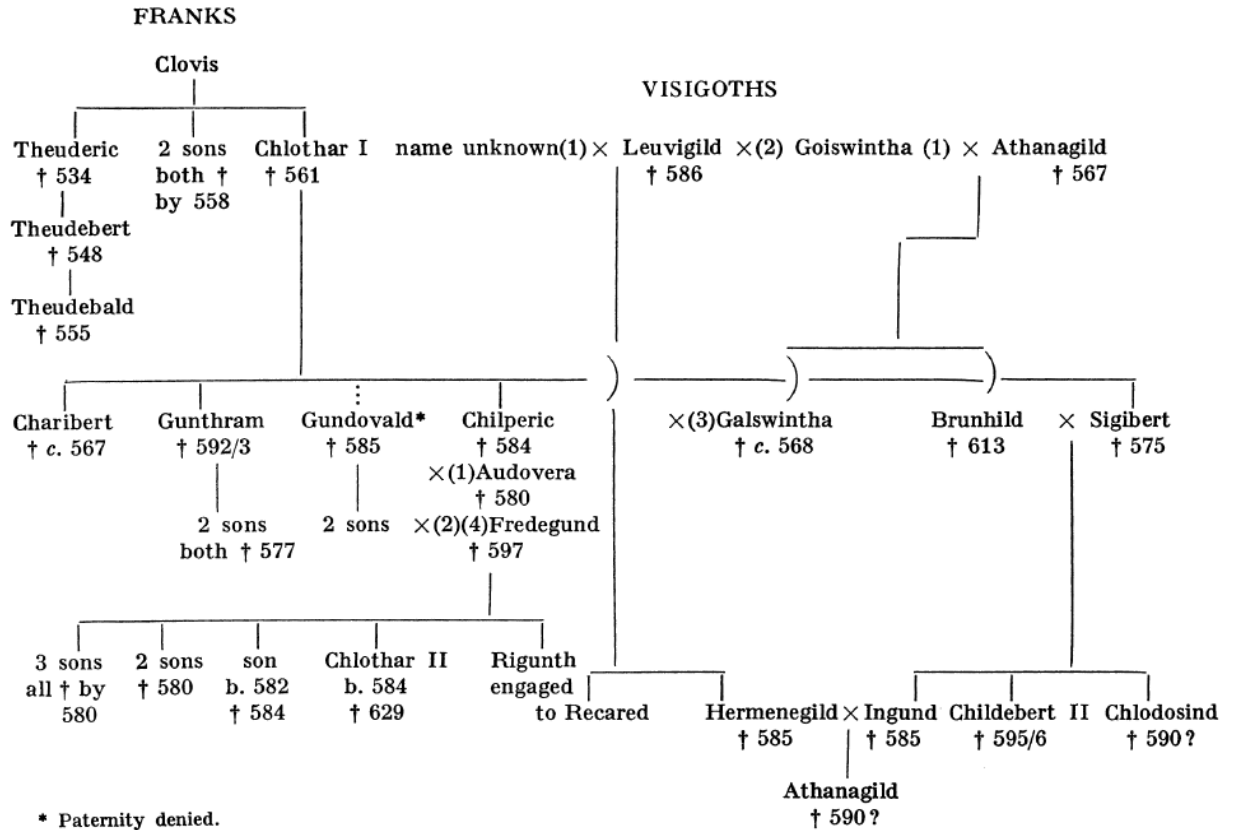 FRANKS
Clovis
VISIGOTHS
Theuderic 2 sons Chlothar I name unknown(1) × Leuvigild ×(2) Goiswintha (1) × Athanagild
† 534 both † † 561 † 586 † 567
by 558
Theudebert
† 548
Theudebald
† 555
Charibert Gunthram Gundovald* Chilperic ×(3)Galswintha Brunhild × Sigibert
† c. 567 † 592/3 † 585 † 584 † c. 568 † 613 † 575
×(1)Audovera
† 580
2 sons 2 sons ×(2)(4)Fredegund
both † 577 † 597
3 sons 2 sons son Chlothar II Rigunth
all † by † 580 b. 582 b. 584 engaged
580 † 584 † 629 to Recared Hermenegild × Ingund Childebert II Chlodosind
† 585 † 585 † 595/6 † 590?
Athanagild
† 590?
* Paternity denied.